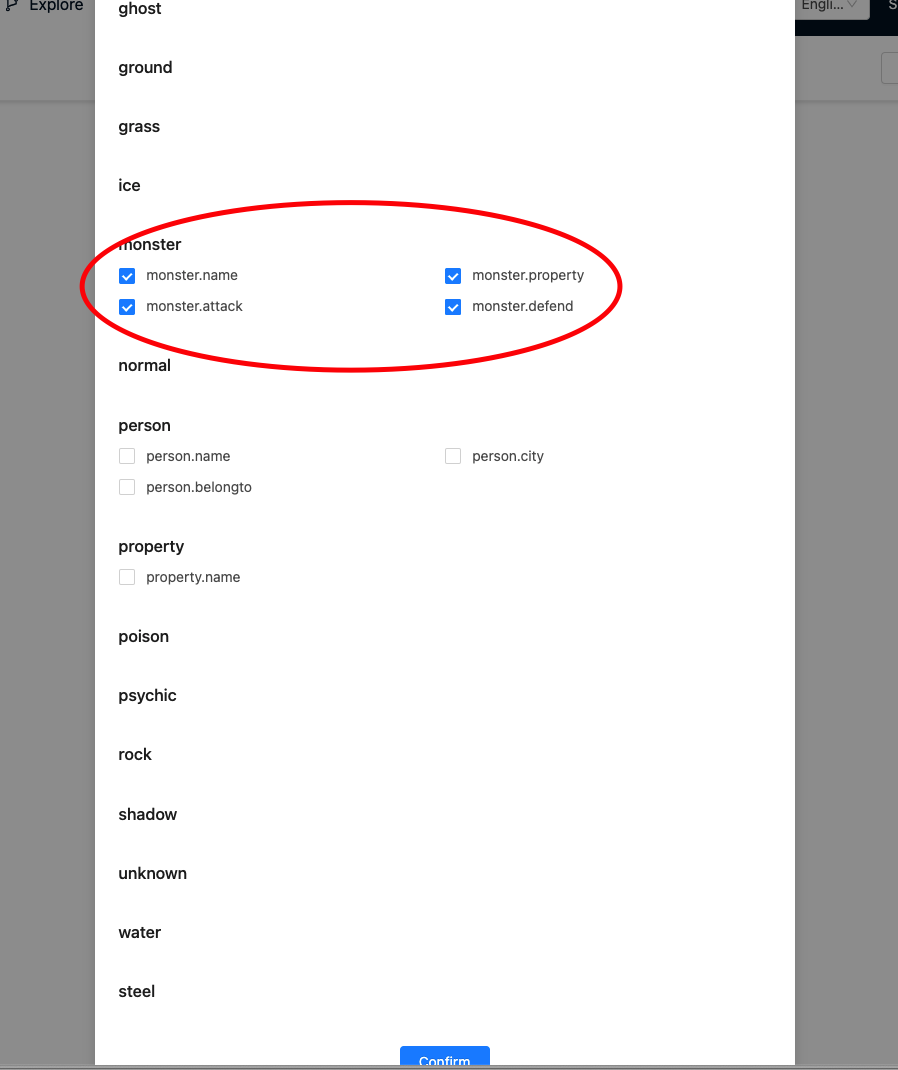 Explore
Engli...
S
ghost
ground
grass
ice
monster
monster.name monster.property
monster.attack monster.defend
normal
person
person.name person.city
person.belongto
property
property.name
poison
psychic
rock
shadow
unknown
water
steel
Confirm